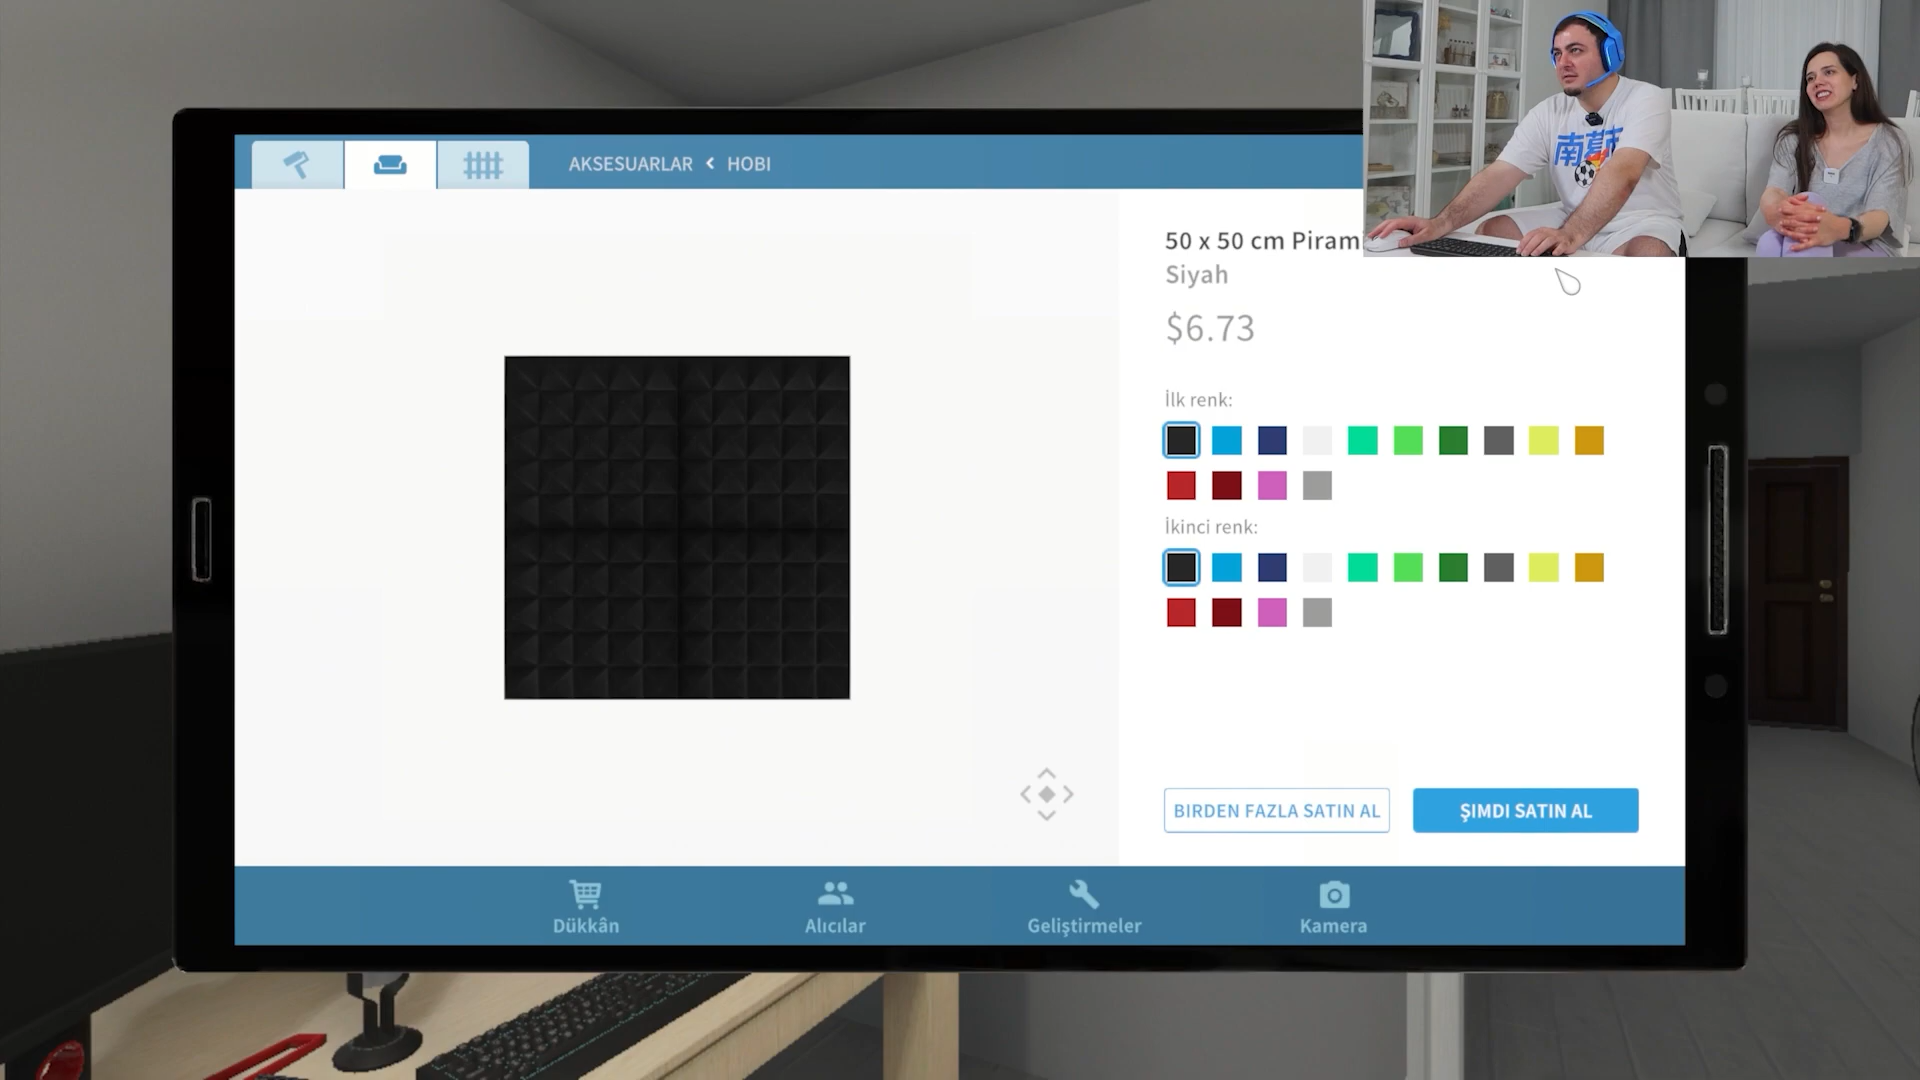 AKSESUARLAR < HOBI
50 x 50 cm Piram
Siyah
$6.73
İlk renk:
İkinci renk:
BIRDEN FAZLA SATIN AL
ŞIMDI SATIN AL
Dükkân
Alıcılar
Geliştirmeler
Kamera